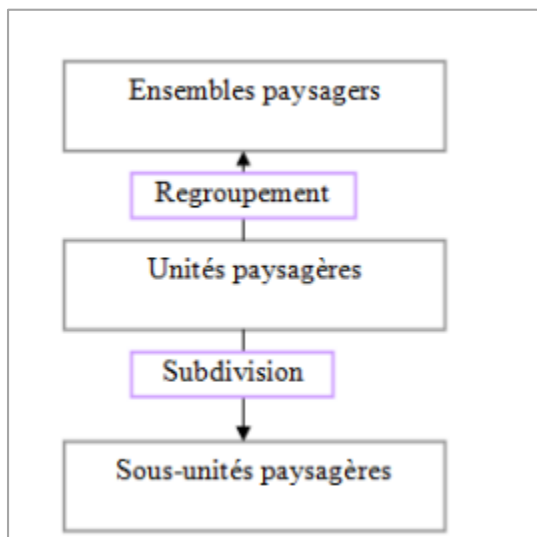 Ensembles paysagers
Regroupement
Unités paysagères
Subdivision
Sous-unités paysagères